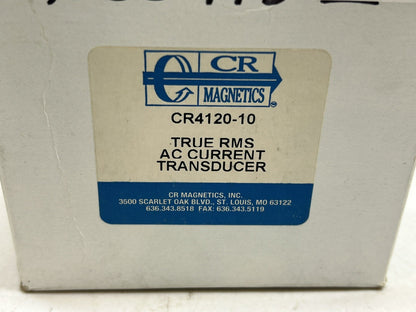 CR
MAGNETICS®
CR4120-10
TRUE RMS
AC CURRENT
TRANSDUCER
CR MAGNETICS, INC.
3500 SCARLET OAK BLVD., ST. LOUIS, MO 63122
636.343.8518 FAX: 636.343.5119